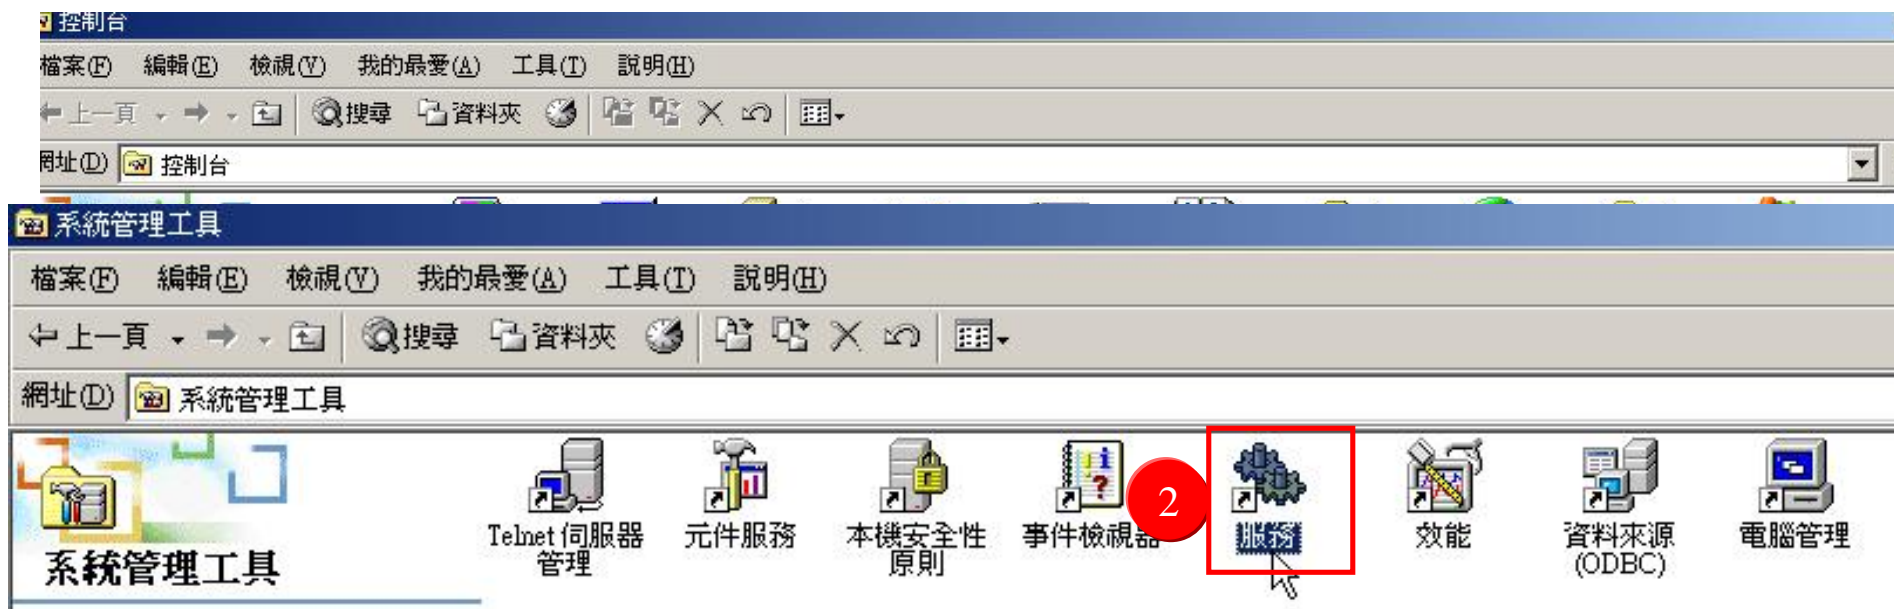 控制台
檔案(F) 編輯(E) 檢視(V) 我的最愛(A) 工具(T) 說明(H)
上一頁 搜尋 資料夾
網址(D) 控制台
系統管理工具
檔案(F) 編輯(E) 檢視(V) 我的最愛(A) 工具(T) 說明(H)
上一頁 搜尋 資料夾
網址(D) 系統管理工具
系統管理工具
Telnet 伺服器
管理
元件服務
本機安全性
原則
事件檢視器
2
服務
效能
資料來源
(ODBC)
電腦管理